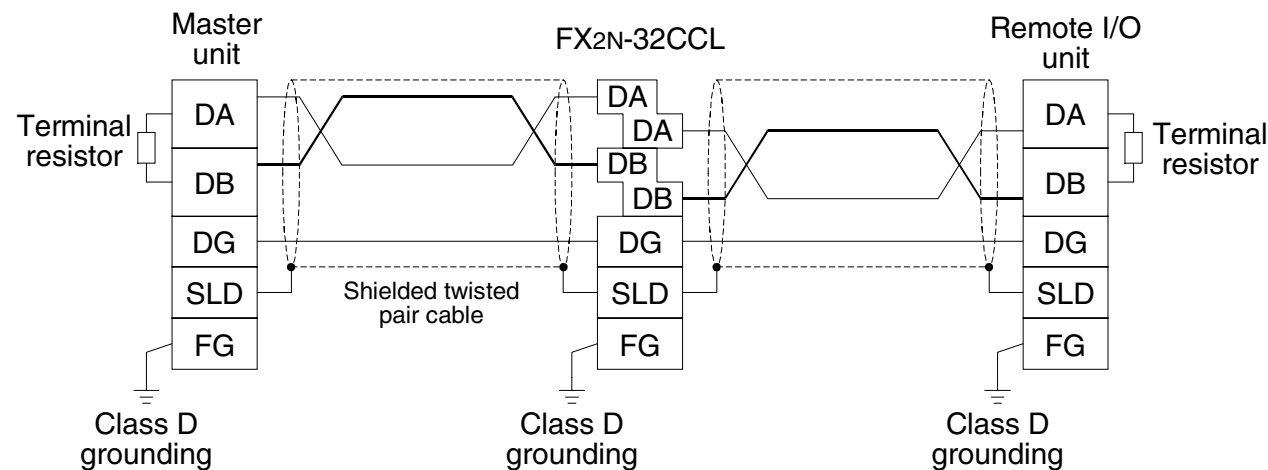 Master
unit
FX2N-32CCL
Remote I/O
unit
Terminal
resistor
DA
DB
DG
SLD
FG
Shielded twisted
pair cable
DA
DA
DB
DB
DG
SLD
FG
DA
DB
DG
SLD
FG
Terminal
resistor
Class D
grounding
Class D
grounding
Class D
grounding